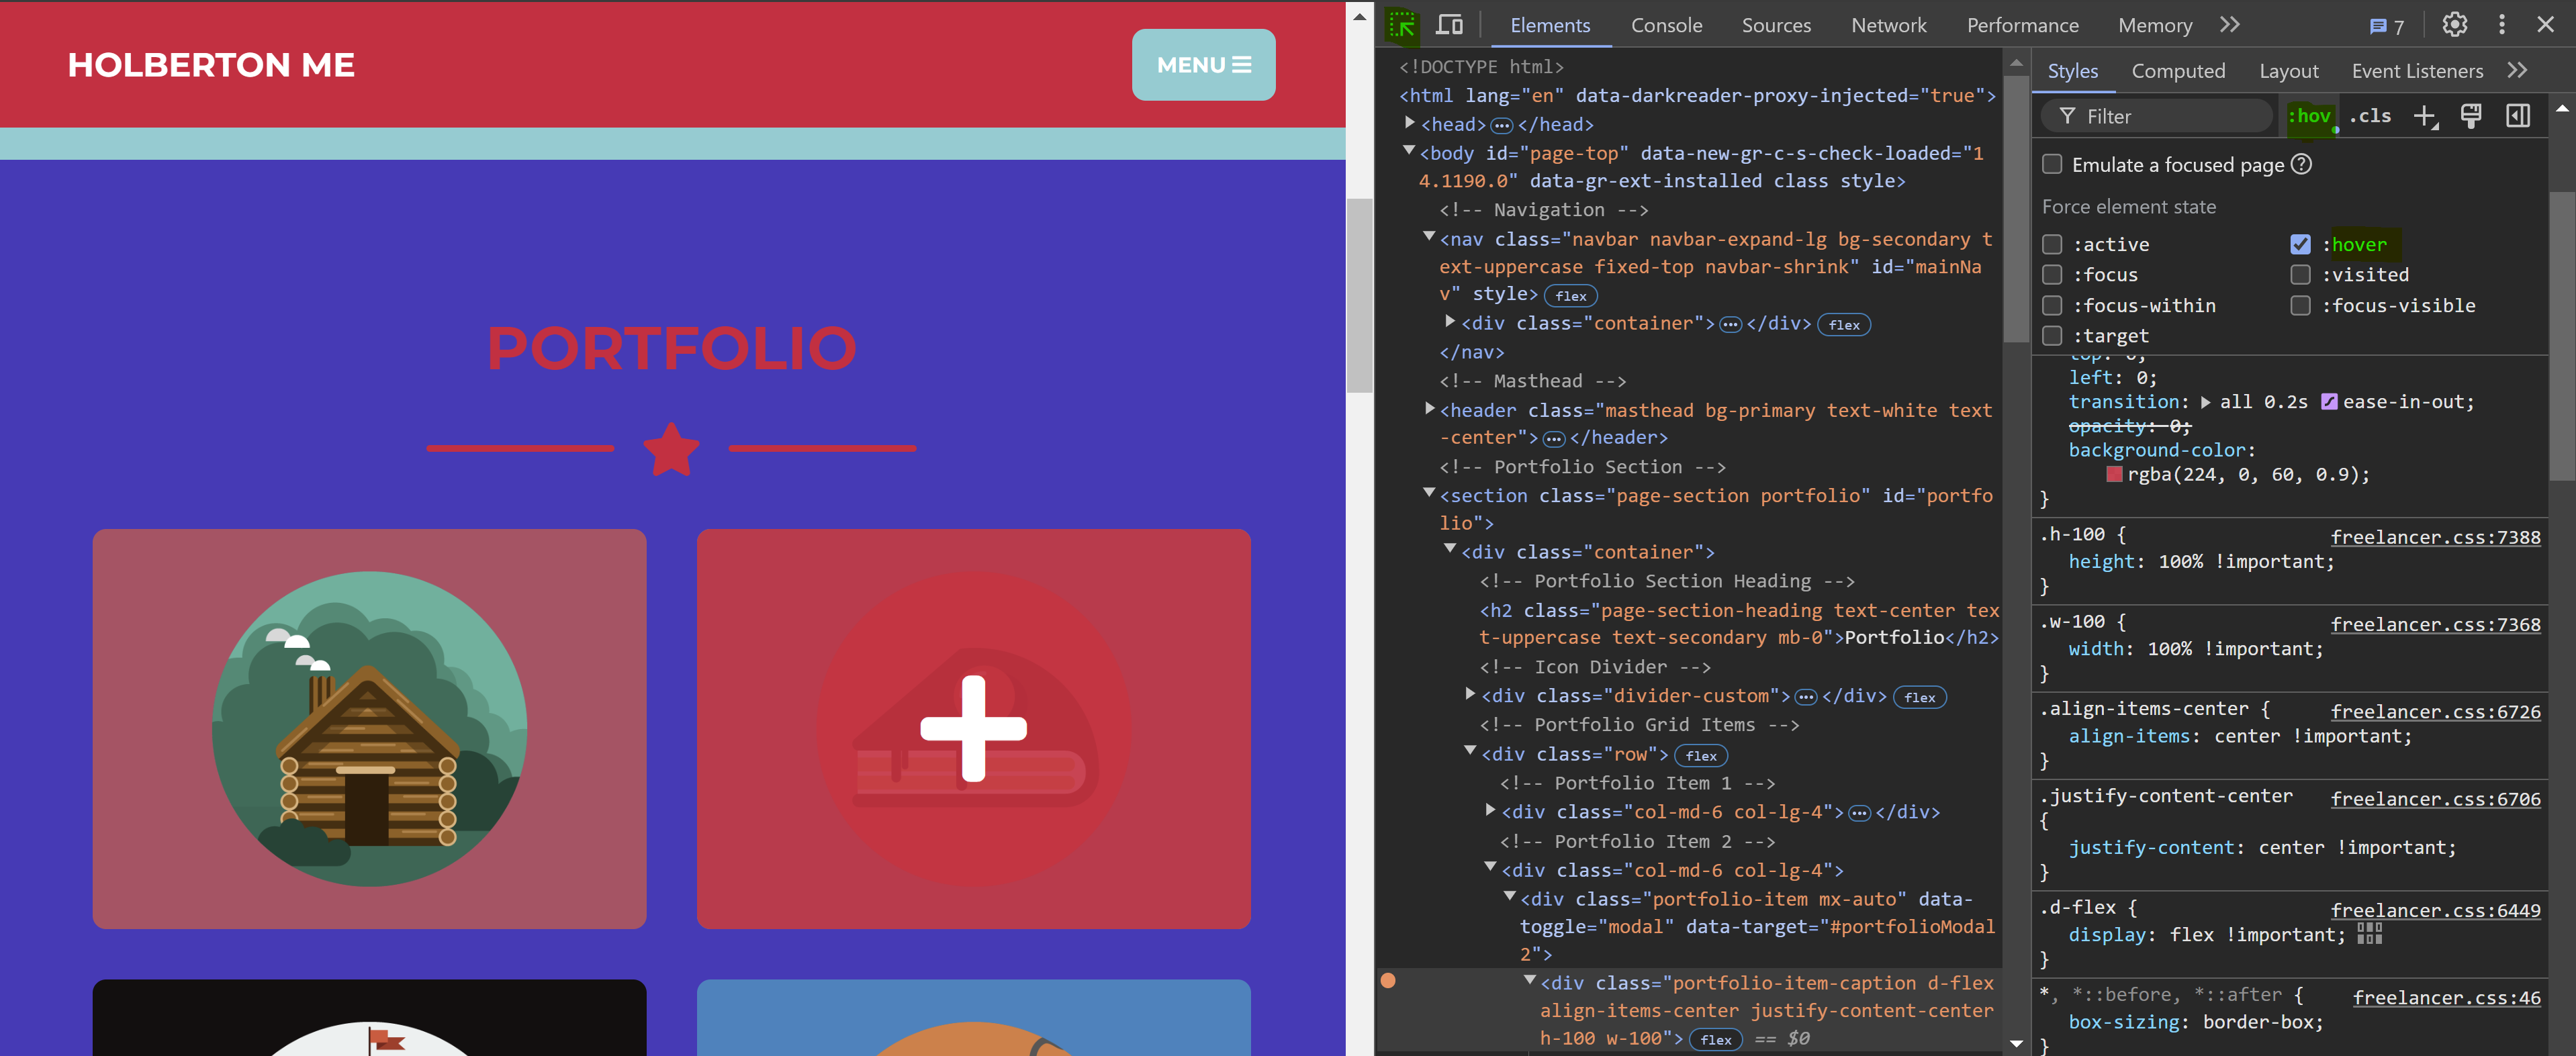 HOLBERTON ME
MENU
PORTFOLIO
Elements Console Sources Network Performance Memory 7
<!DOCTYPE html>
<html lang="en" data-darkreader-proxy-injected="true">
<head> ••• </head>
<body id="page-top" data-new-gr-c-s-check-loaded="1
4.1190.0" data-gr-ext-installed class style>
<!-- Navigation -->
<nav class="navbar navbar-expand-lg bg-secondary t
ext-uppercase fixed-top navbar-shrink" id="mainNa
v" style> flex
<div class="container"> ••• </div> flex
</nav>
<!-- Masthead -->
<header class="masthead bg-primary text-white text
-center"> ••• </header>
<!-- Portfolio Section -->
<section class="page-section portfolio" id="portfo
lio">
<div class="container">
<!-- Portfolio Section Heading -->
<h2 class="page-section-heading text-center tex
t-uppercase text-secondary mb-0">Portfolio</h2>
<!-- Icon Divider -->
<div class="divider-custom"> ••• </div> flex
<!-- Portfolio Grid Items -->
<div class="row"> flex
<!-- Portfolio Item 1 -->
<div class="col-md-6 col-lg-4"> ••• </div>
<!-- Portfolio Item 2 -->
<div class="col-md-6 col-lg-4">
<div class="portfolio-item mx-auto" data-
toggle="modal" data-target="#portfolioModal
2">
<div class="portfolio-item-caption d-flex
align-items-center justify-content-center
h-100 w-100"> flex == $0
Styles Computed Layout Event Listeners
Filter :hov .cls
Emulate a focused page
Force element state
:active :hover
:focus :visited
:focus-within :focus-visible
:target
top: 0;
left: 0;
transition: all 0.2s ease-in-out;
opacity: 0;
background-color:
rgba(224, 0, 60, 0.9);
}
.h-100 { freelancer.css:7388
height: 100% !important;
}
.w-100 { freelancer.css:7368
width: 100% !important;
}
.align-items-center { freelancer.css:6726
align-items: center !important;
}
.justify-content-center freelancer.css:6706
{
justify-content: center !important;
}
.d-flex { freelancer.css:6449
display: flex !important;
}
*, *::before, *::after { freelancer.css:46
box-sizing: border-box;
}